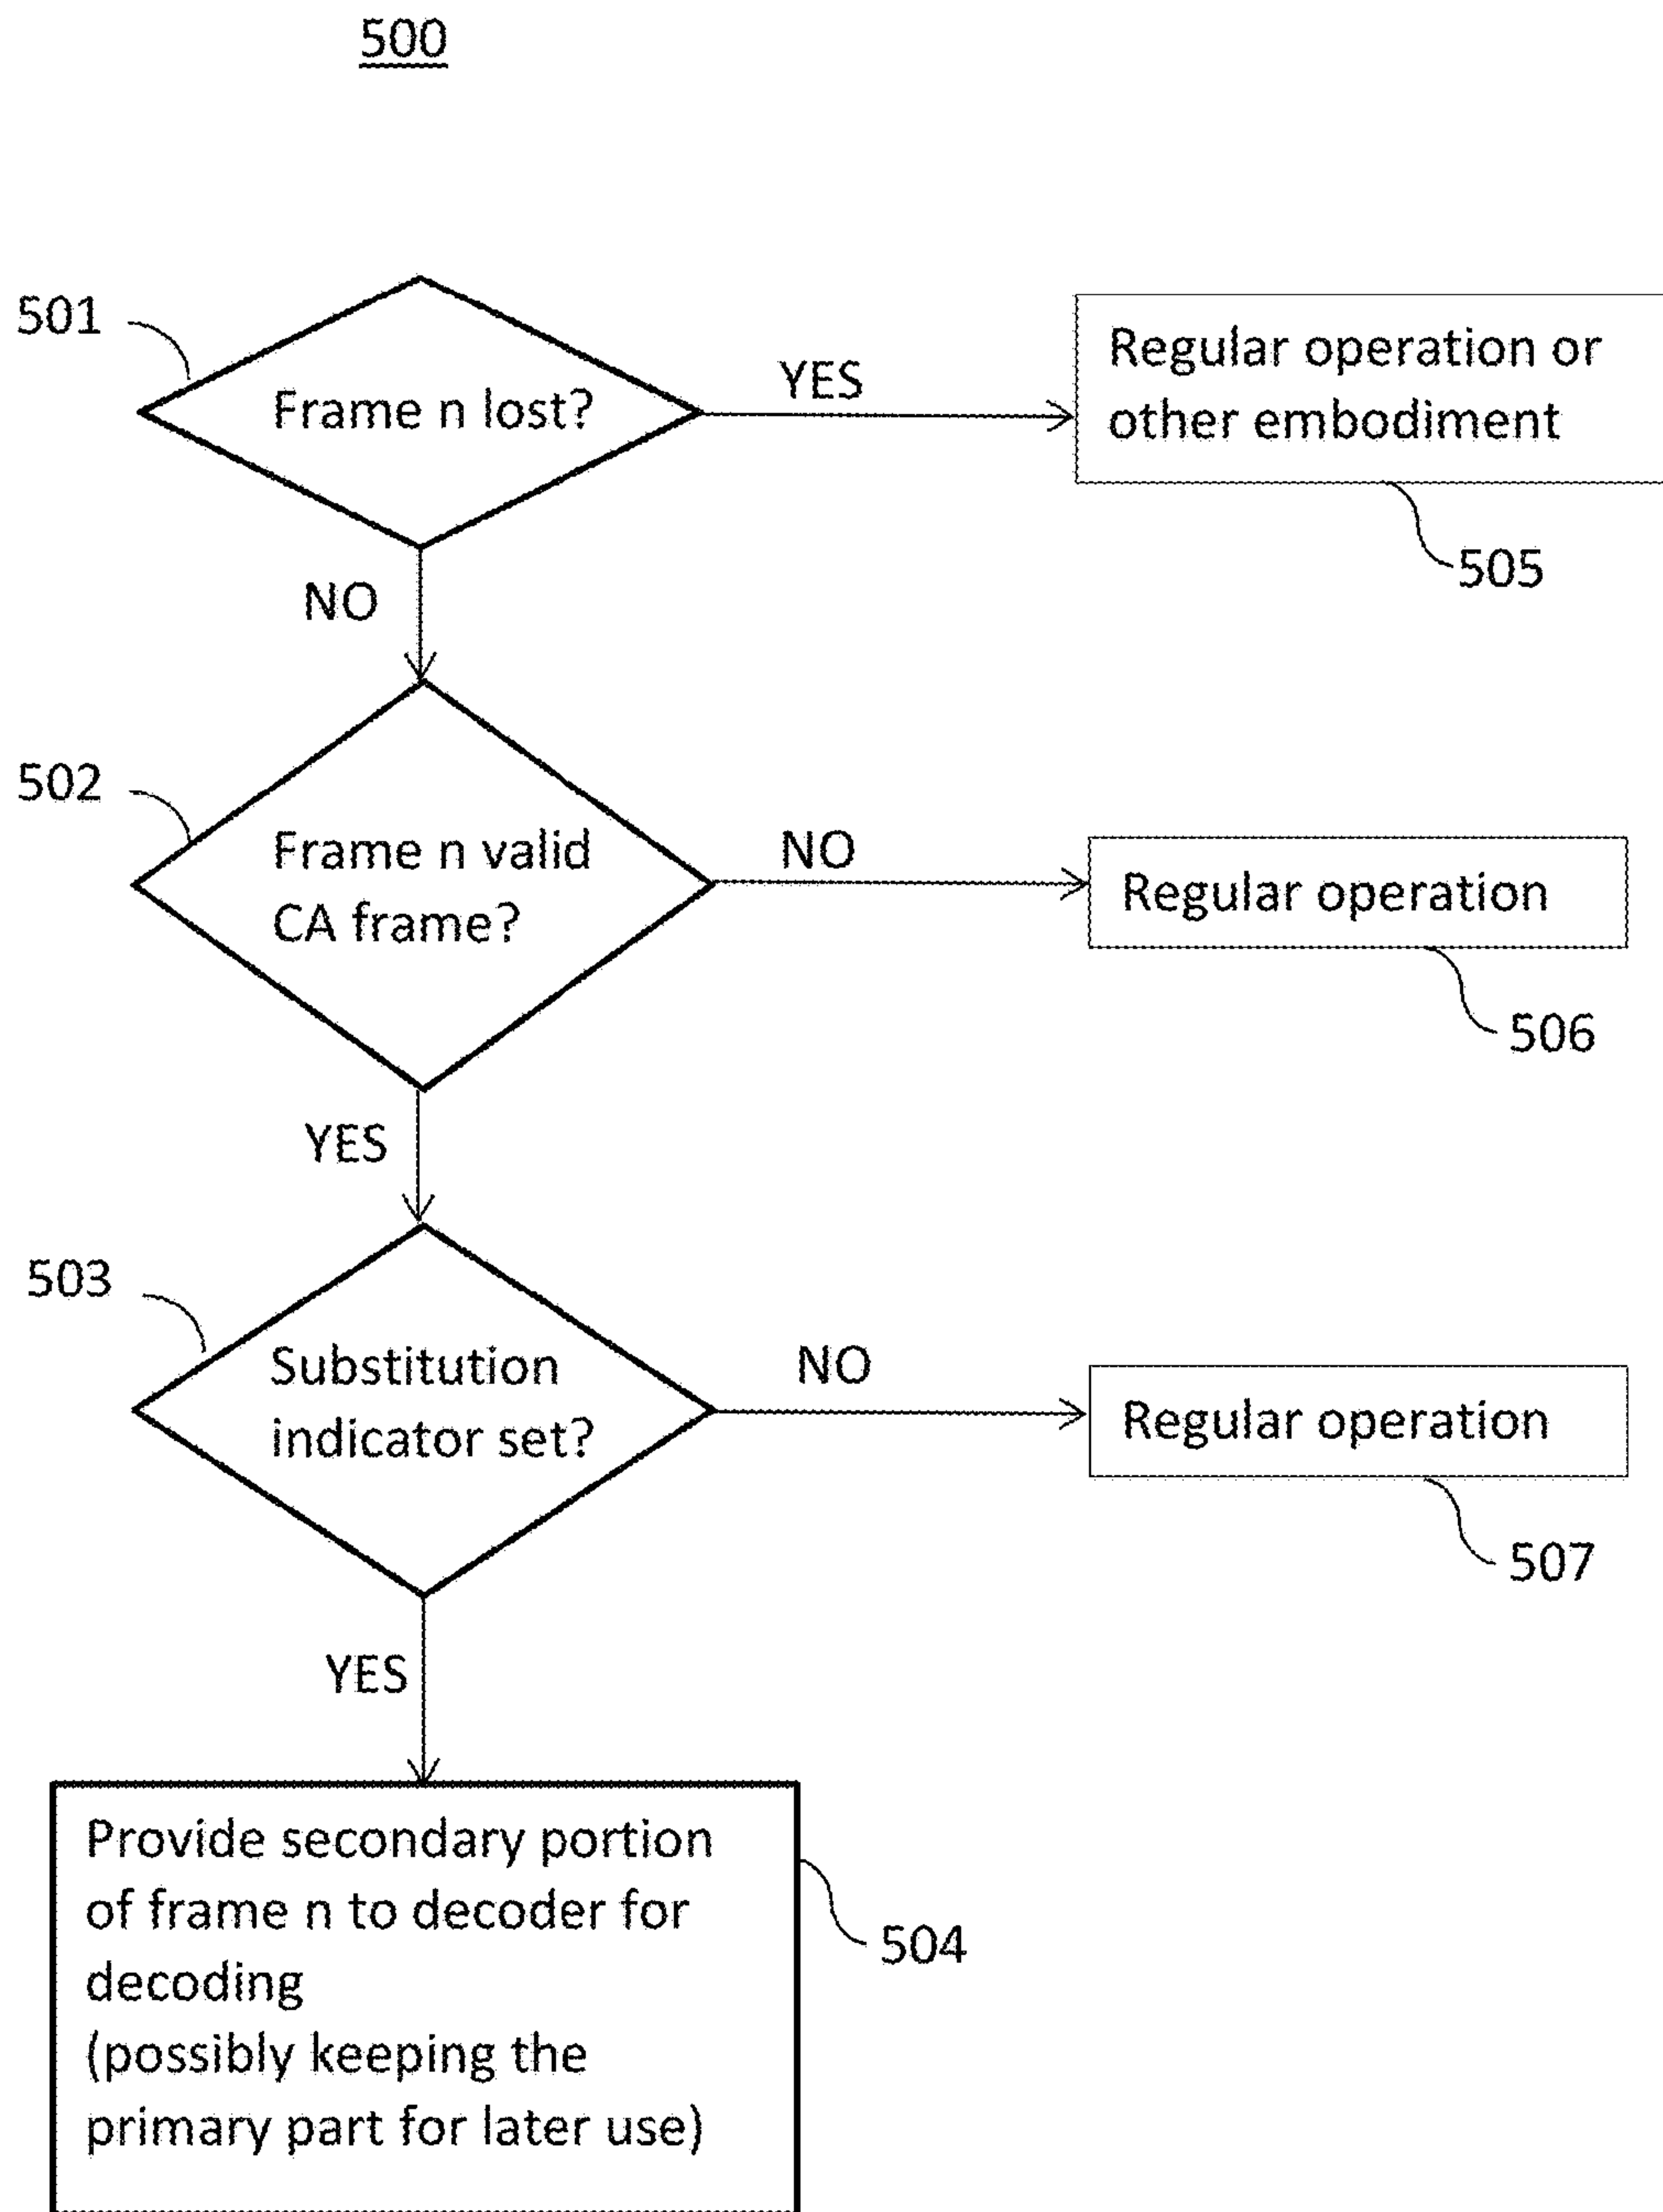 500
501
Frame n lost?
YES
Regular operation or
other embodiment
505
NO
502
Frame n valid
CA frame?
NO
Regular operation
506
YES
503
Substitution
indicator set?
NO
Regular operation
507
YES
Provide secondary portion
of frame n to decoder for
decoding
(possibly keeping the
primary part for later use)
504